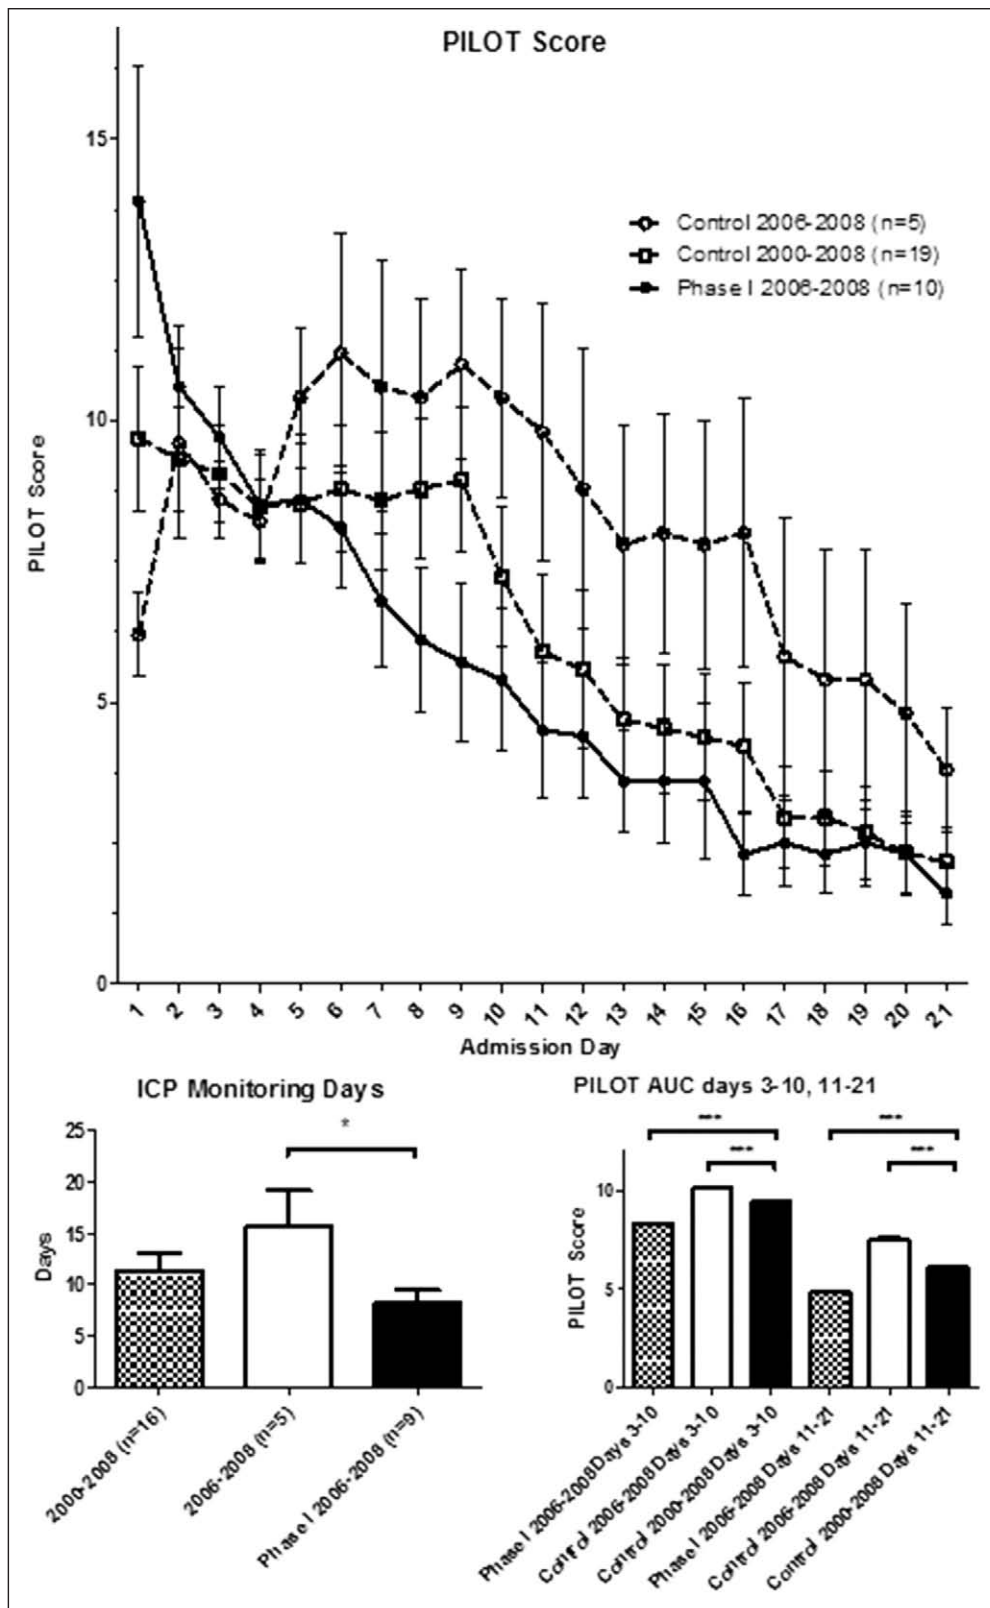 PILOT Score
15
10
5
0
PILOT Score
Control 2006-2008 (n=5)
Control 2000-2008 (n=19)
Phase I 2006-2008 (n=10)
1 2 3 4 5 6 7 8 9 10 11 12 13 14 15 16 17 18 19 20 21
Admission Day
ICP Monitoring Days
25
20
15
10
5
0
Days
*
2000-2008 (n=16)
2006-2008 (n=5)
Phase I 2006-2008 (n=9)
PILOT AUC days 3-10, 11-21
***
***
***
***
10
5
0
PILOT Score
Phase I 2006-2008 Days 3-10
Control 2006-2008 Days 3-10
Control 2000-2008 Days 3-10
Phase I 2006-2008 Days 11-21
Control 2006-2008 Days 11-21
Control 2000-2008 Days 11-21